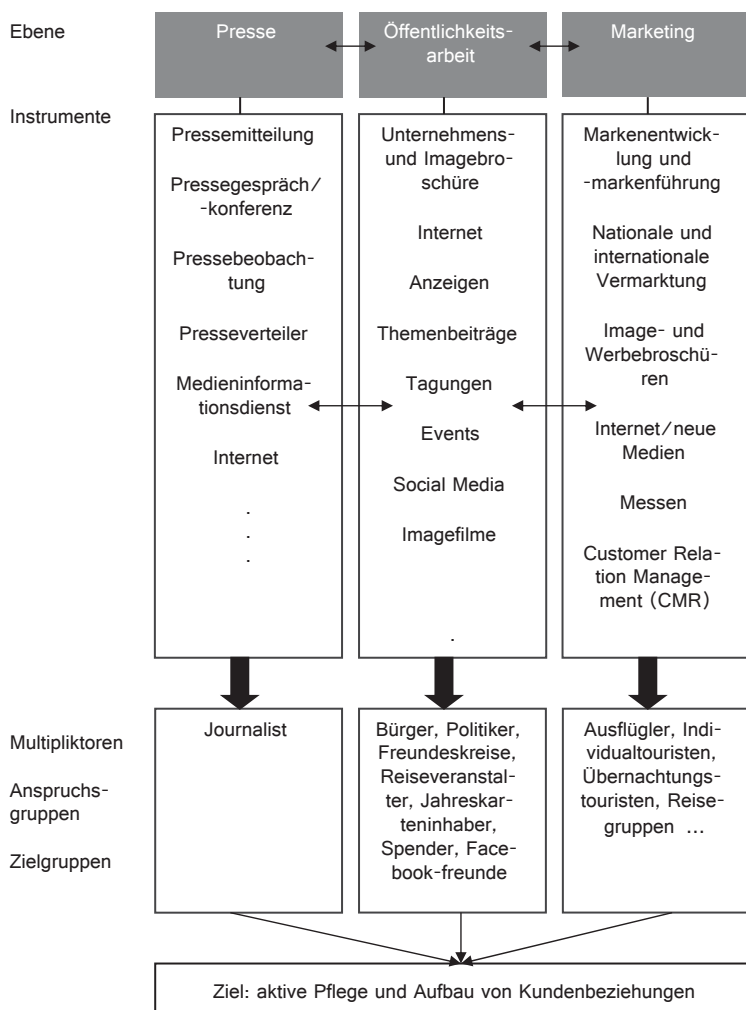 Ebene
Presse
Öffentlichkeits-
arbeit
Marketing
Instrumente
Pressemitteilung
Pressegespräch/
-konferenz
Pressebeobach-
tung
Presseverteiler
Medieninforma-
tionsdienst
Internet
.
.
.
Unternehmens-
und Imagebro-
schüre
Internet
Anzeigen
Themenbeiträge
Tagungen
Events
Social Media
Imagefilme
.
Markenentwick-
lung und
-markenführung
Nationale und
internationale
Vermarktung
Image- und
Werbebroschü-
ren
Internet/neue
Medien
Messen
Customer Rela-
tion Manage-
ment (CMR)
Multipliktoren
Anspruchs-
gruppen
Zielgruppen
Journalist
Bürger, Politiker,
Freundeskreise,
Reiseveranstal-
ter, Jahreskar-
teninhaber,
Spender, Face-
book-freunde
Ausflügler, Indi-
vidualtouristen,
Übernachtungs-
touristen, Reise-
gruppen ...
Ziel: aktive Pflege und Aufbau von Kundenbeziehungen